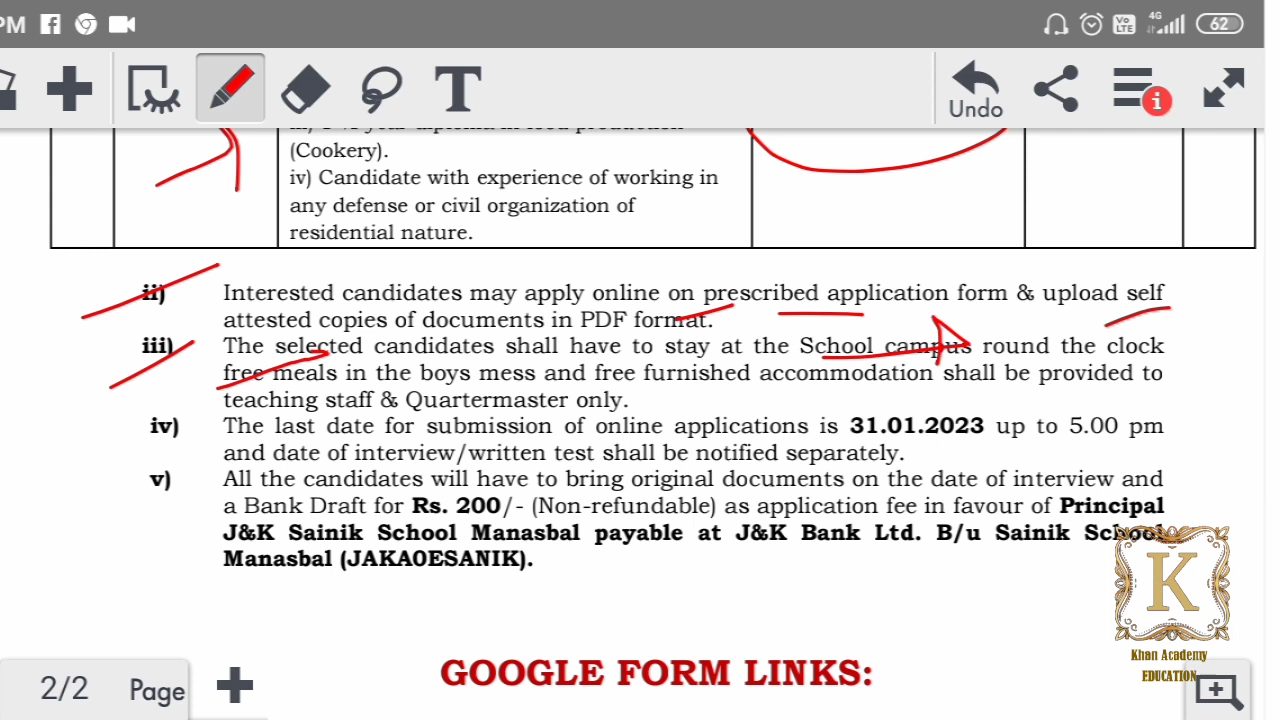 PM 4G Vo LTE 62
T Undo
(Cookery).
iv) Candidate with experience of working in
any defense or civil organization of
residential nature.
ii) Interested candidates may apply online on prescribed application form & upload self
attested copies of documents in PDF format.
iii) The selected candidates shall have to stay at the School campus round the clock
free meals in the boys mess and free furnished accommodation shall be provided to
teaching staff & Quartermaster only.
iv) The last date for submission of online applications is 31.01.2023 up to 5.00 pm
and date of interview/written test shall be notified separately.
v) All the candidates will have to bring original documents on the date of interview and
a Bank Draft for Rs. 200/- (Non-refundable) as application fee in favour of Principal
J&K Sainik School Manasbal payable at J&K Bank Ltd. B/u Sainik School
Manasbal (JAKA0ESANIK).
K
Khan Academy
EDUCATION
GOOGLE FORM LINKS:
2/2 Page